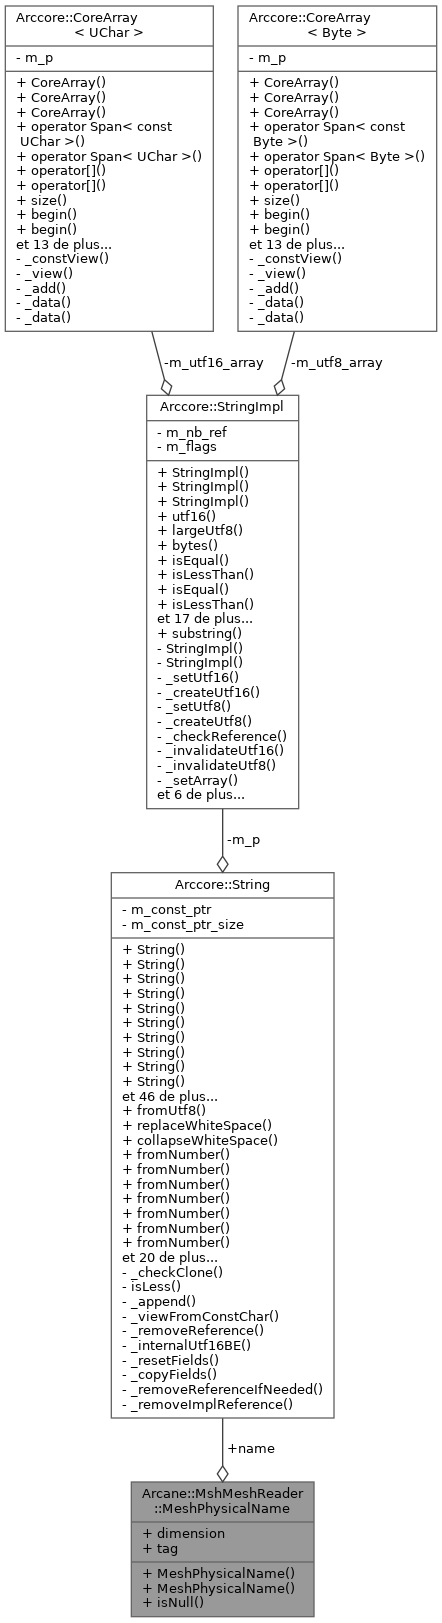 Arccore::CoreArray
< UChar >
- m_p
+ CoreArray()
+ CoreArray()
+ CoreArray()
+ operator Span< const
UChar >()
+ operator Span< UChar >()
+ operator[]()
+ operator[]()
+ size()
+ begin()
+ begin()
et 13 de plus...
- _constView()
- _view()
- _add()
- _data()
- _data()
Arccore::CoreArray
< Byte >
- m_p
+ CoreArray()
+ CoreArray()
+ CoreArray()
+ operator Span< const
Byte >()
+ operator Span< Byte >()
+ operator[]()
+ operator[]()
+ size()
+ begin()
+ begin()
et 13 de plus...
- _constView()
- _view()
- _add()
- _data()
- _data()
-m_utf16_array
-m_utf8_array
Arccore::StringImpl
- m_nb_ref
- m_flags
+ StringImpl()
+ StringImpl()
+ StringImpl()
+ utf16()
+ largeUtf8()
+ bytes()
+ isEqual()
+ isLessThan()
+ isEqual()
+ isLessThan()
et 17 de plus...
+ substring()
- StringImpl()
- StringImpl()
- _setUtf16()
- _createUtf16()
- _setUtf8()
- _createUtf8()
- _checkReference()
- _invalidateUtf16()
- _invalidateUtf8()
- _setArray()
et 6 de plus...
-m_p
Arccore::String
- m_const_ptr
- m_const_ptr_size
+ String()
+ String()
+ String()
+ String()
+ String()
+ String()
+ String()
+ String()
+ String()
+ String()
et 46 de plus...
+ fromUtf8()
+ replaceWhiteSpace()
+ collapseWhiteSpace()
+ fromNumber()
+ fromNumber()
+ fromNumber()
+ fromNumber()
+ fromNumber()
+ fromNumber()
+ fromNumber()
et 20 de plus...
- _checkClone()
- isLess()
- _append()
- _viewFromConstChar()
- _removeReference()
- _internalUtf16BE()
- _resetFields()
- _copyFields()
- _removeReferenceIfNeeded()
- _removeImplReference()
+name
Arcane::MshMeshReader
::MeshPhysicalName
+ dimension
+ tag
+ MeshPhysicalName()
+ MeshPhysicalName()
+ isNull()